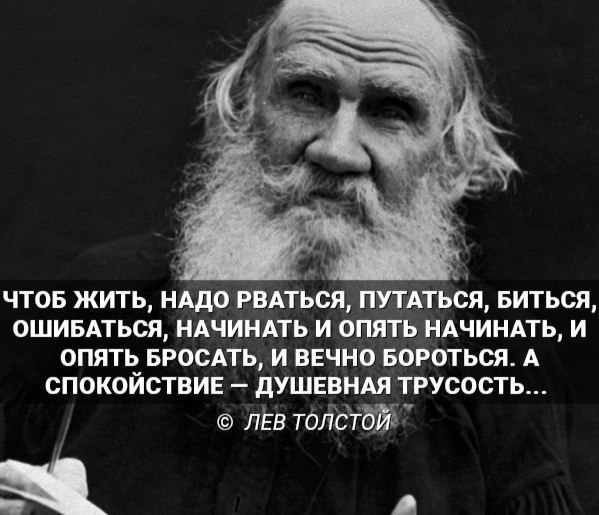 ЧТОБ ЖИТЬ, НАДО РВАТЬСЯ, ПУТАТЬСЯ, БИТЬСЯ,
ОШИБАТЬСЯ, НАЧИНАТЬ И ОПЯТЬ НАЧИНАТЬ, И
ОПЯТЬ БРОСАТЬ, И ВЕЧНО БОРОТЬСЯ. А
СПОКОЙСТВИЕ – ДУШЕВНАЯ ТРУСОСТЬ...
© ЛЕВ ТОЛСТОЙ